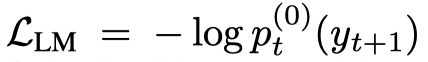 ℒ_LM = − log p_t^(0)(y_{t+1})